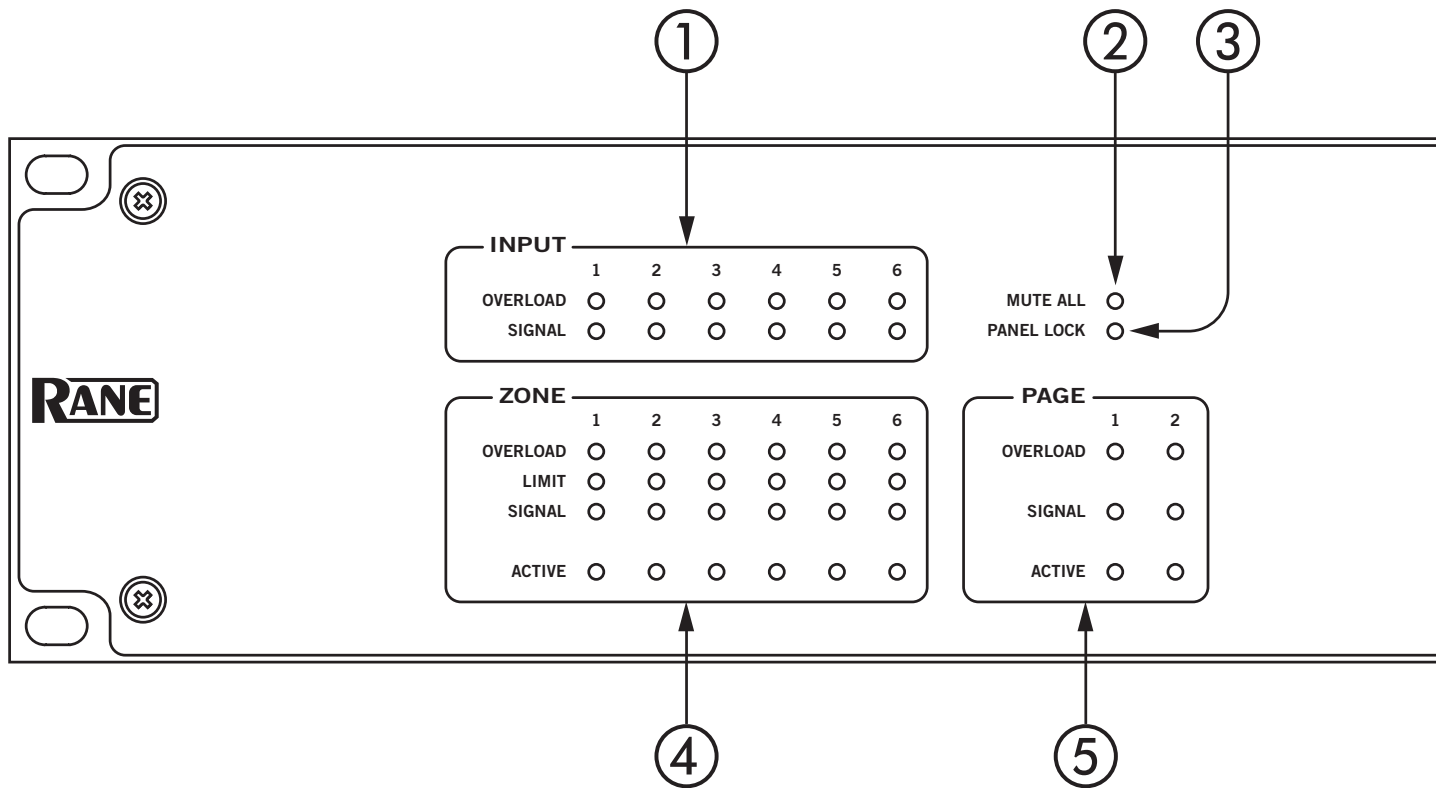 1
2
3
INPUT
1 2 3 4 5 6
OVERLOAD
SIGNAL
MUTE ALL
PANEL LOCK
RANE
ZONE
1 2 3 4 5 6
OVERLOAD
LIMIT
SIGNAL
ACTIVE
PAGE
1 2
OVERLOAD
SIGNAL
ACTIVE
4
5